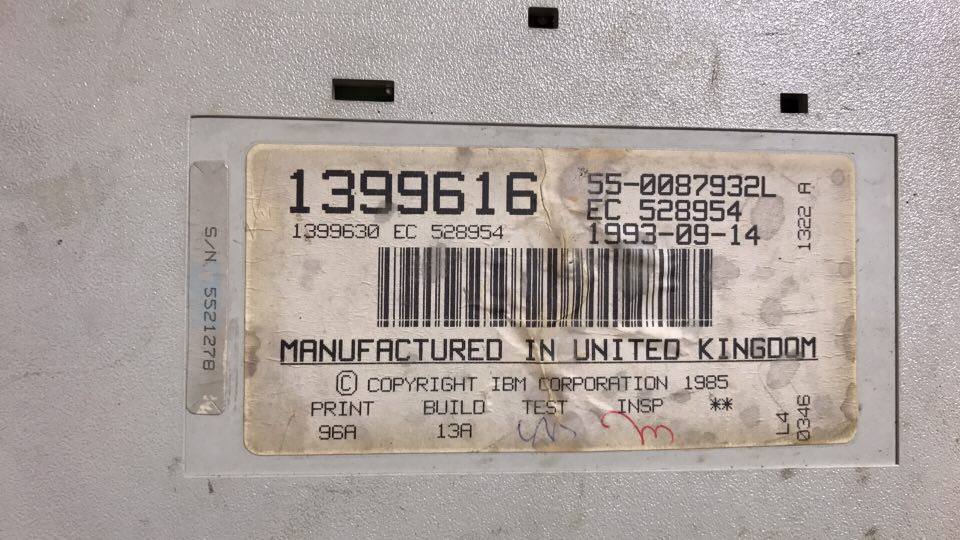 1399616
1399630 EC 528954
55-0087932L
EC 528954
1993-09-14
1322 A
MANUFACTURED IN UNITED KINGDOM
© COPYRIGHT IBM CORPORATION 1985
PRINT BUILD TEST INSP **
96A 13A
L4
0346
S/N. 5521278